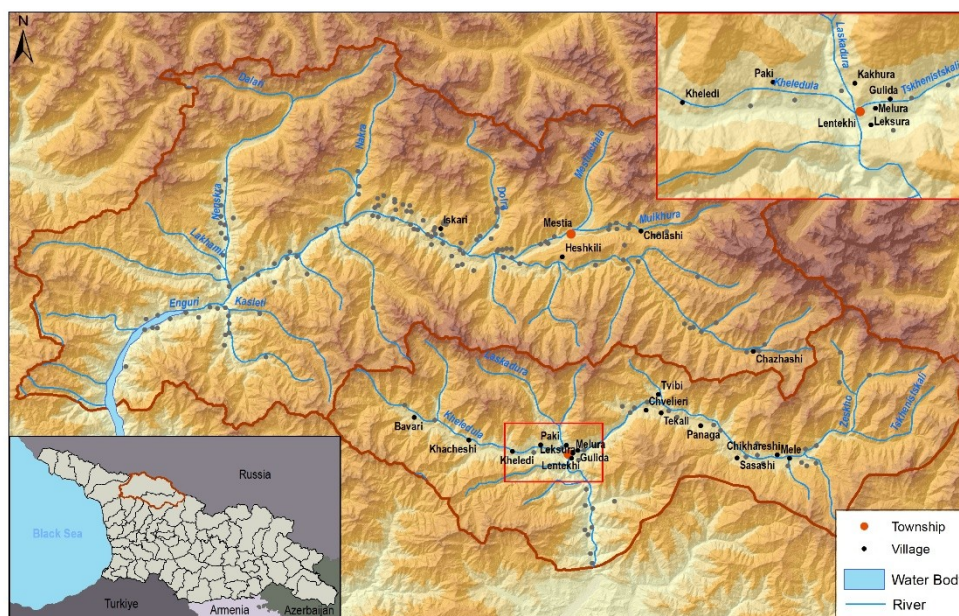 N
Dalari
Nenskra
Nakra
Dolra
Mestiachala
Mulkhura
Lakhami
Iskari
Mestia
Heshkili
Cholashi
Enguri
Kasleti
Chazhashi
Laskadura
Kheledula
Bavari
Khacheshi
Kheledi
Paki
Leksura
Lentekhi
Melura
Gulida
Tvibi
Chvelieri
Tekali
Panaga
Chikhareshi
Sasashi
Mele
Zeskho
Tskhenistskali
Laskadura
Paki
Kakhura
Tskhenistskali
Kheledula
Gulida
Kheledi
Melura
Lentekhi
Leksura
Russia
Black Sea
Turkiye
Armenia
Azerbaijan
Township
Village
Water Bod
River